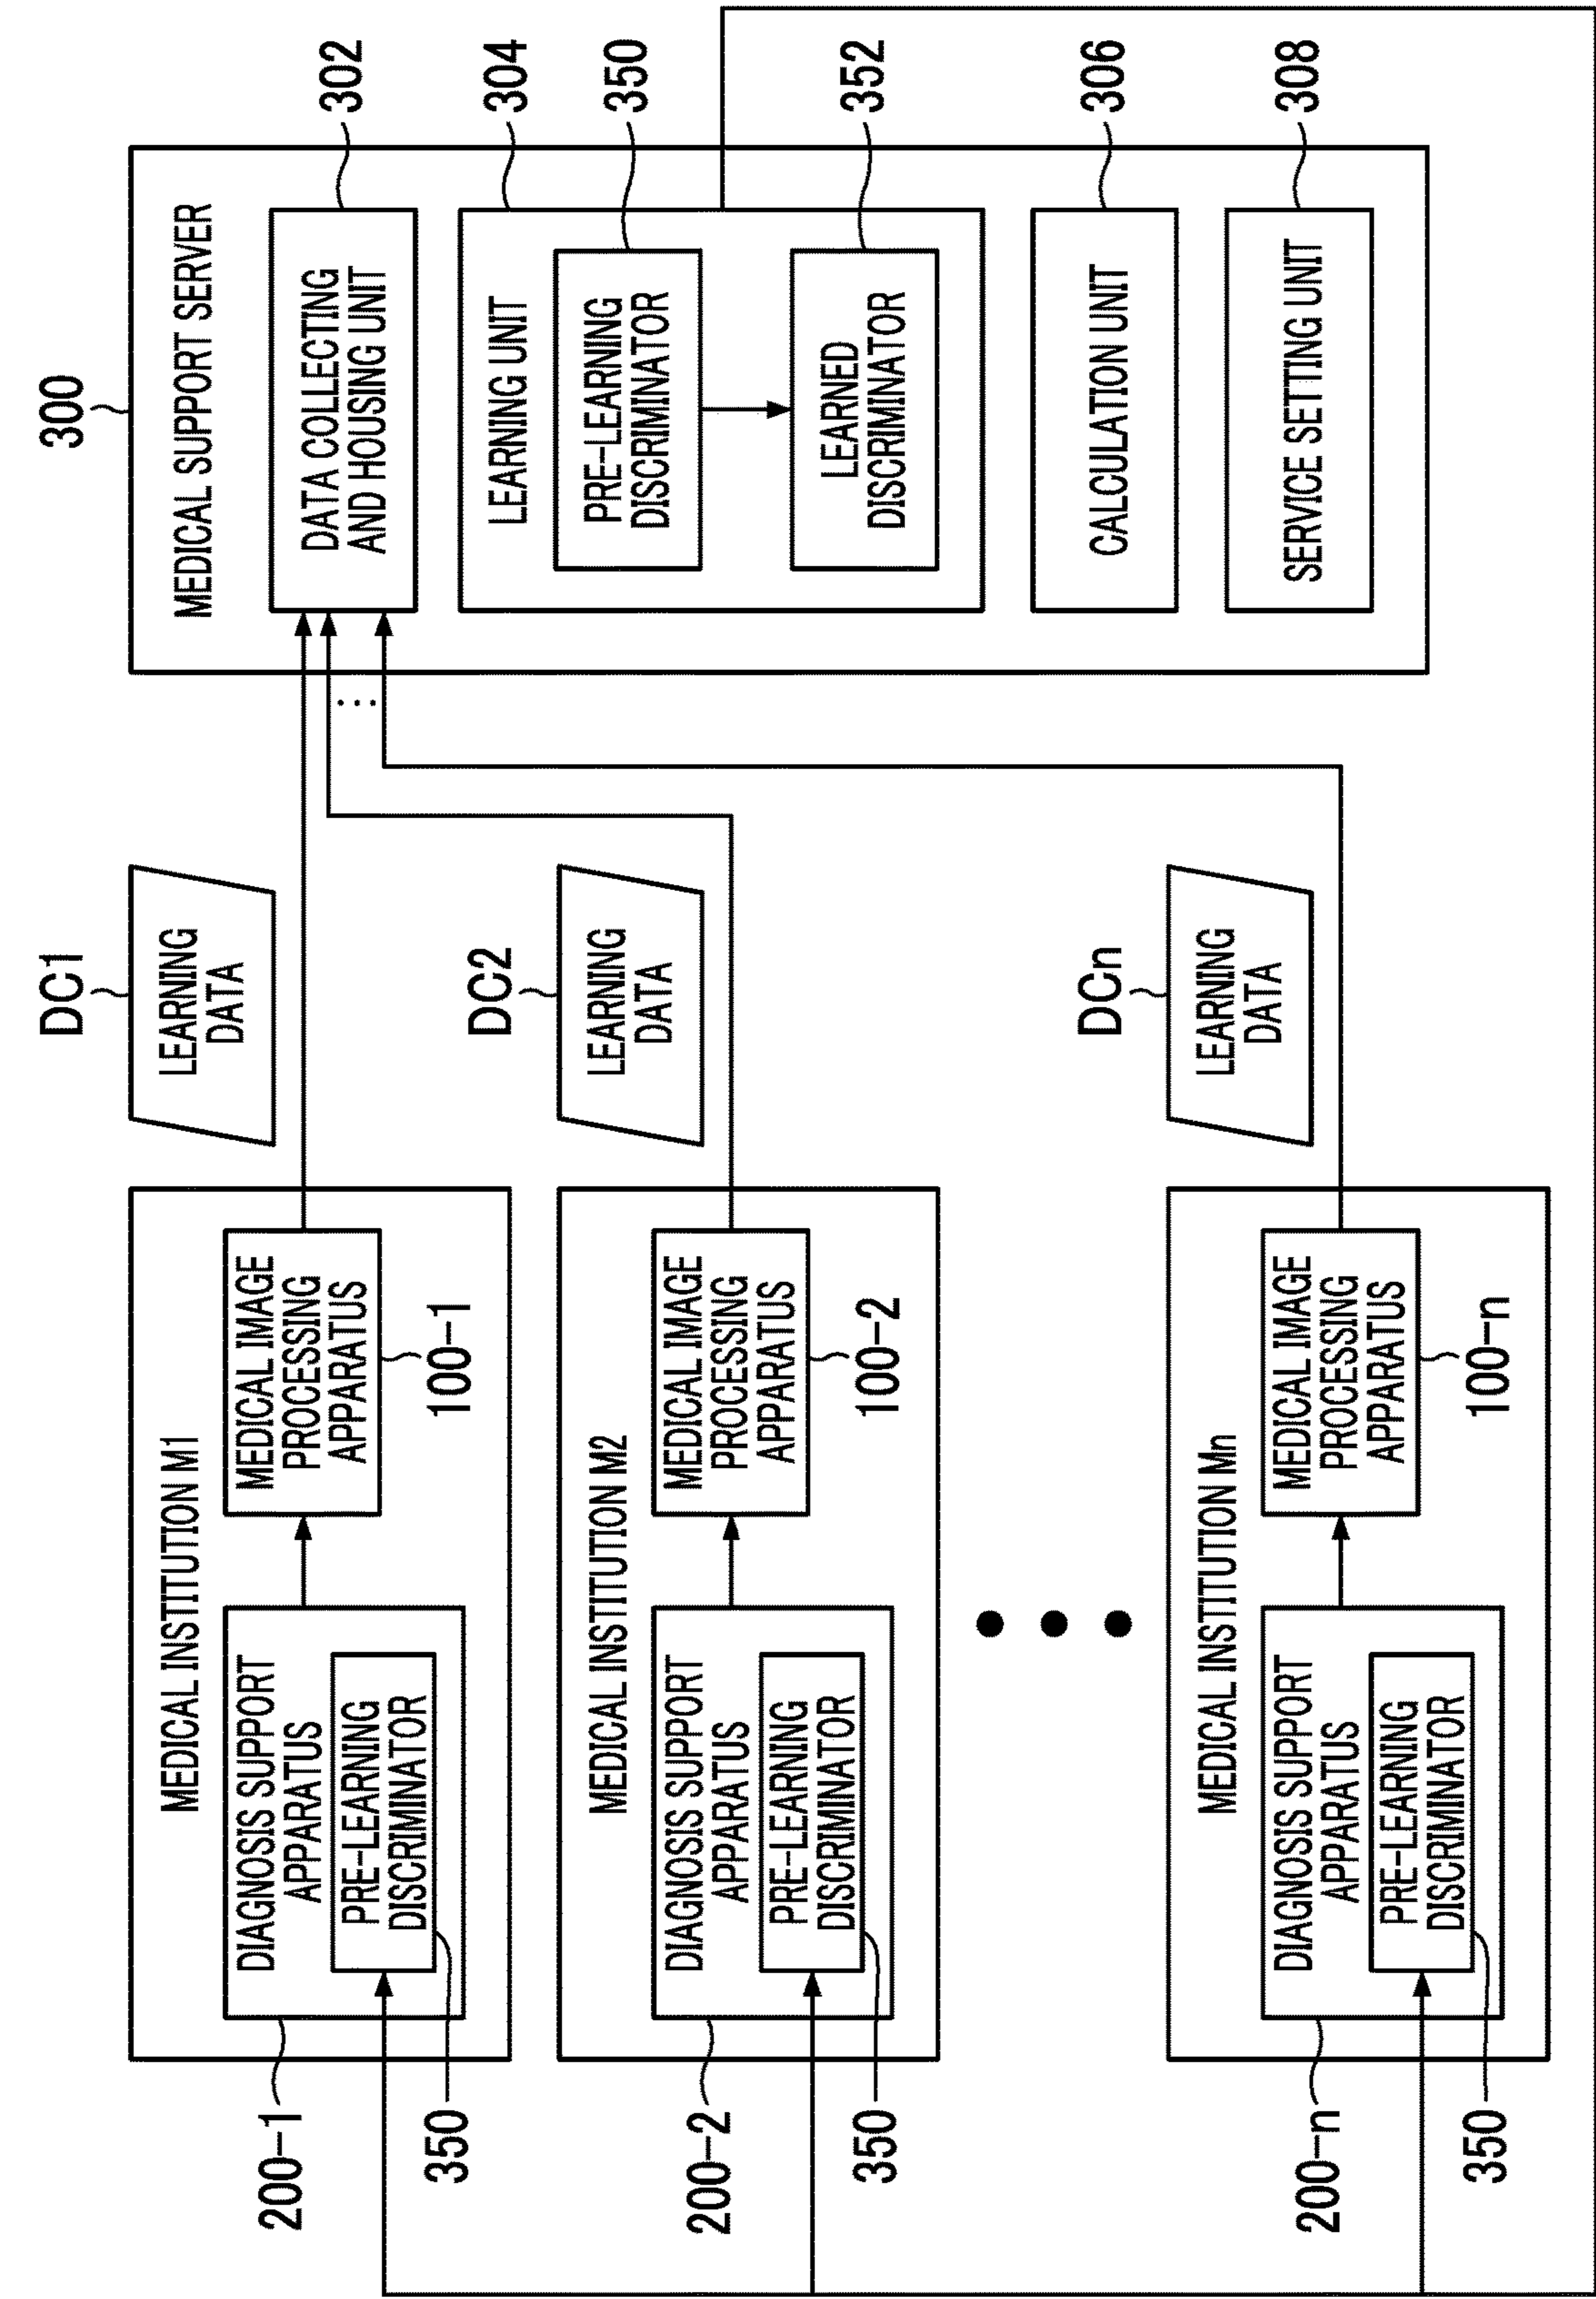 MEDICAL INSTITUTION M1
200-1
DIAGNOSIS SUPPORT
APPARATUS
PRE-LEARNING
DISCRIMINATOR
350
MEDICAL IMAGE
PROCESSING
APPARATUS
100-1
DC1
LEARNING
DATA
MEDICAL INSTITUTION M2
200-2
DIAGNOSIS SUPPORT
APPARATUS
PRE-LEARNING
DISCRIMINATOR
350
MEDICAL IMAGE
PROCESSING
APPARATUS
100-2
DC2
LEARNING
DATA
MEDICAL INSTITUTION Mn
200-n
DIAGNOSIS SUPPORT
APPARATUS
PRE-LEARNING
DISCRIMINATOR
350
MEDICAL IMAGE
PROCESSING
APPARATUS
100-n
DCn
LEARNING
DATA
300
MEDICAL SUPPORT SERVER
DATA COLLECTING
AND HOUSING UNIT
302
LEARNING UNIT
304
PRE-LEARNING
DISCRIMINATOR
350
LEARNED
DISCRIMINATOR
352
CALCULATION UNIT
306
SERVICE SETTING UNIT
308